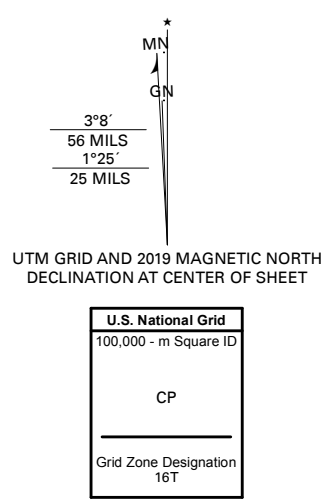 MN
GN
3°8´
56 MILS
1°25´
25 MILS
UTM GRID AND 2019 MAGNETIC NORTH
DECLINATION AT CENTER OF SHEET
U.S. National Grid
100,000 - m Square ID
CP
Grid Zone Designation
16T